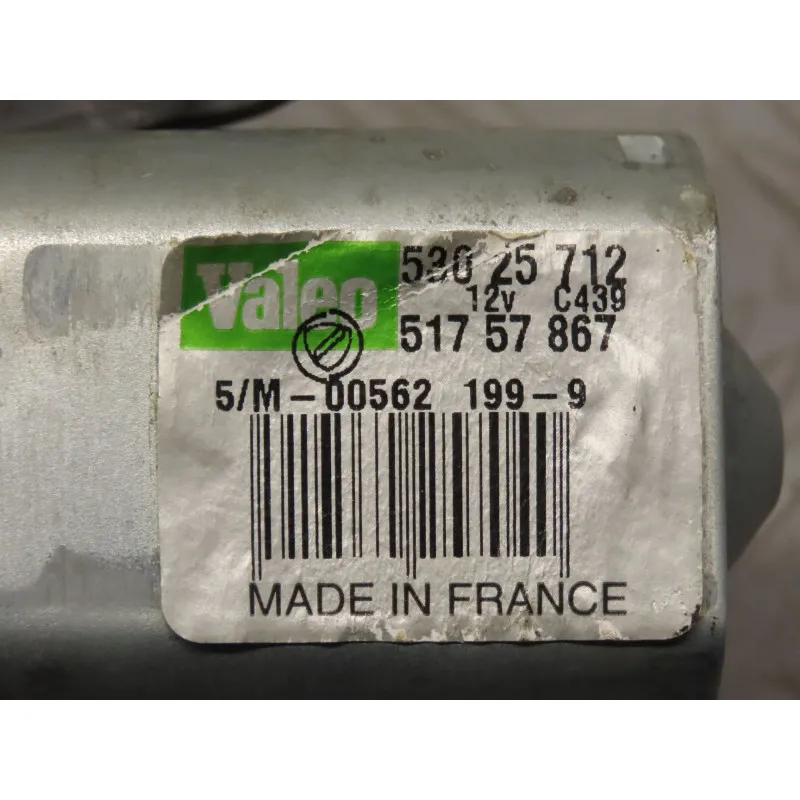 Valeo
530 25 712
12v C439
517 57 867
5/M-00562 199-9
MADE IN FRANCE